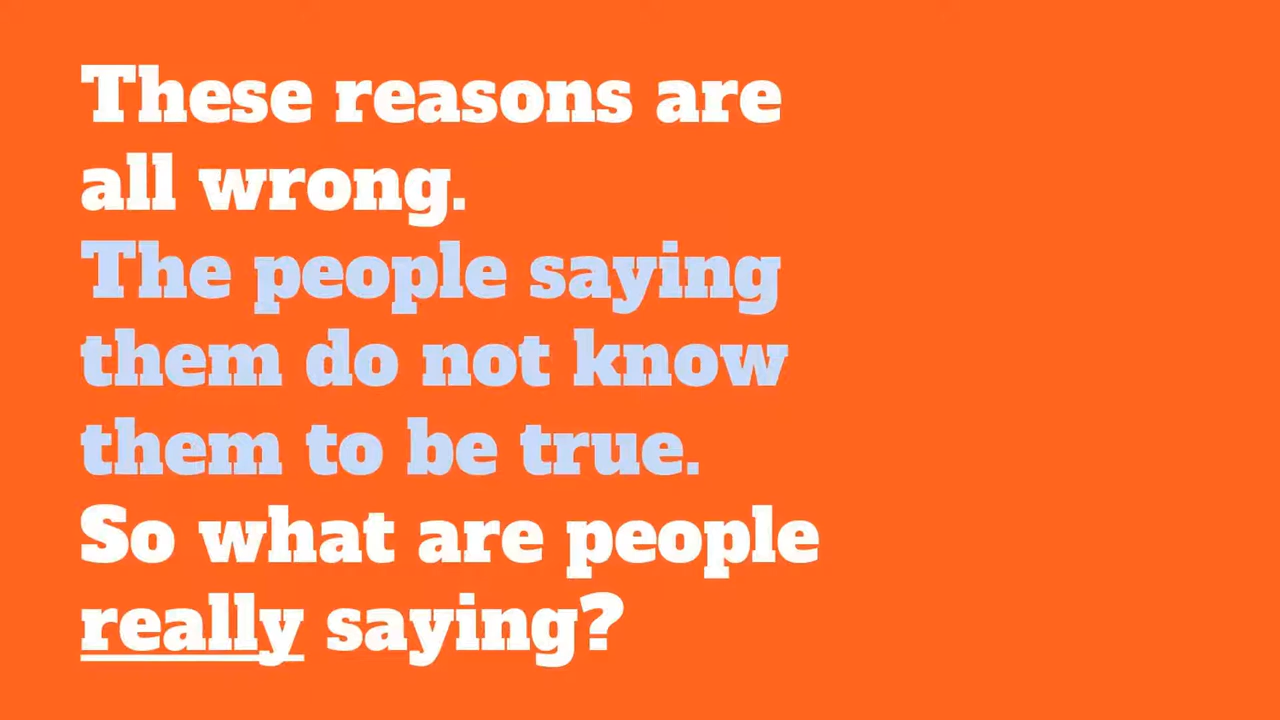 These reasons are
all wrong.
The people saying
them do not know
them to be true.
So what are people
really saying?